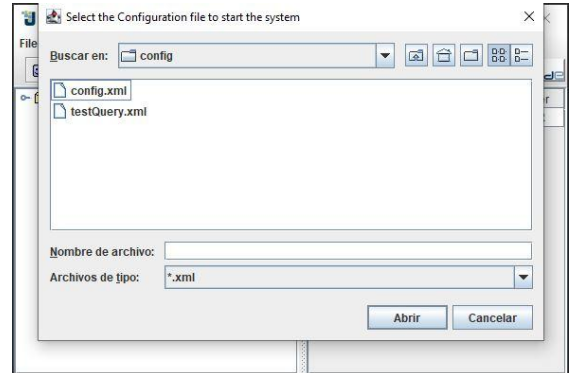 Select the Configuration file to start the system
File
Buscar en: config
config.xml
testQuery.xml
Nombre de archivo:
Archivos de tipo: *.xml
Abrir Cancelar